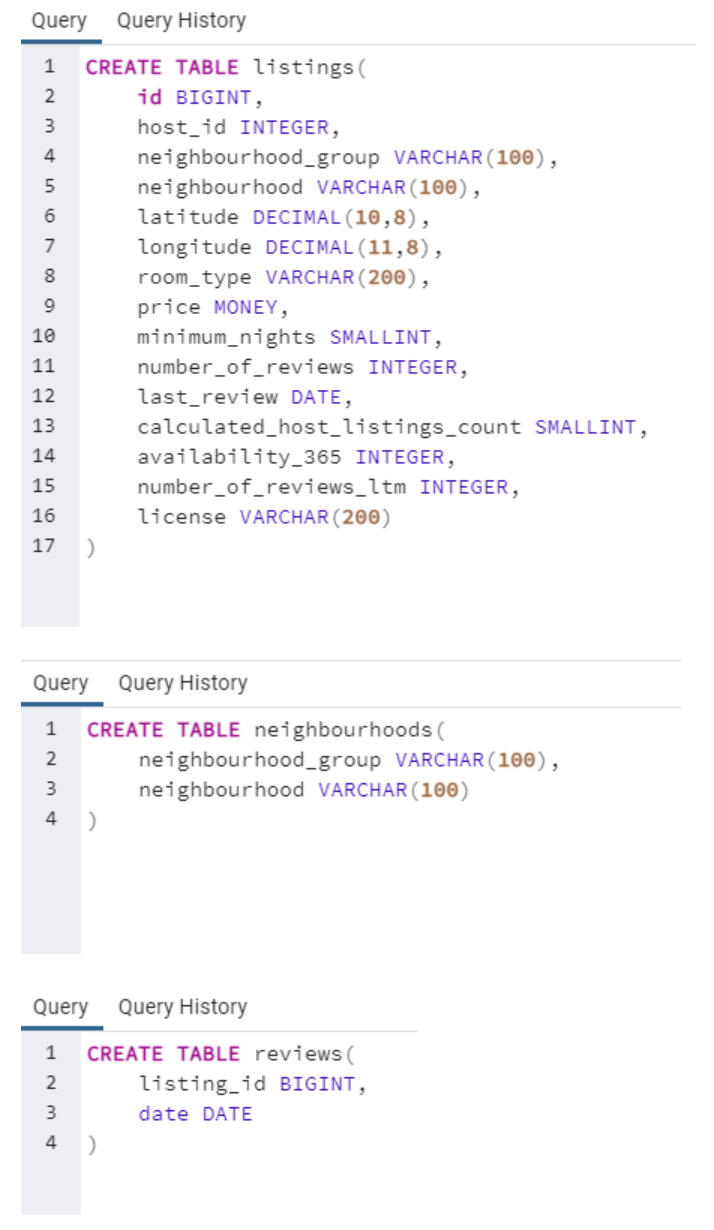 Query Query History
1 CREATE TABLE listings(
2 id BIGINT,
3 host_id INTEGER,
4 neighbourhood_group VARCHAR(100),
5 neighbourhood VARCHAR(100),
6 latitude DECIMAL(10,8),
7 longitude DECIMAL(11,8),
8 room_type VARCHAR(200),
9 price MONEY,
10 minimum_nights SMALLINT,
11 number_of_reviews INTEGER,
12 last_review DATE,
13 calculated_host_listings_count SMALLINT,
14 availability_365 INTEGER,
15 number_of_reviews_ltm INTEGER,
16 license VARCHAR(200)
17 )
Query Query History
1 CREATE TABLE neighbourhoods(
2 neighbourhood_group VARCHAR(100),
3 neighbourhood VARCHAR(100)
4 )
Query Query History
1 CREATE TABLE reviews(
2 listing_id BIGINT,
3 date DATE
4 )